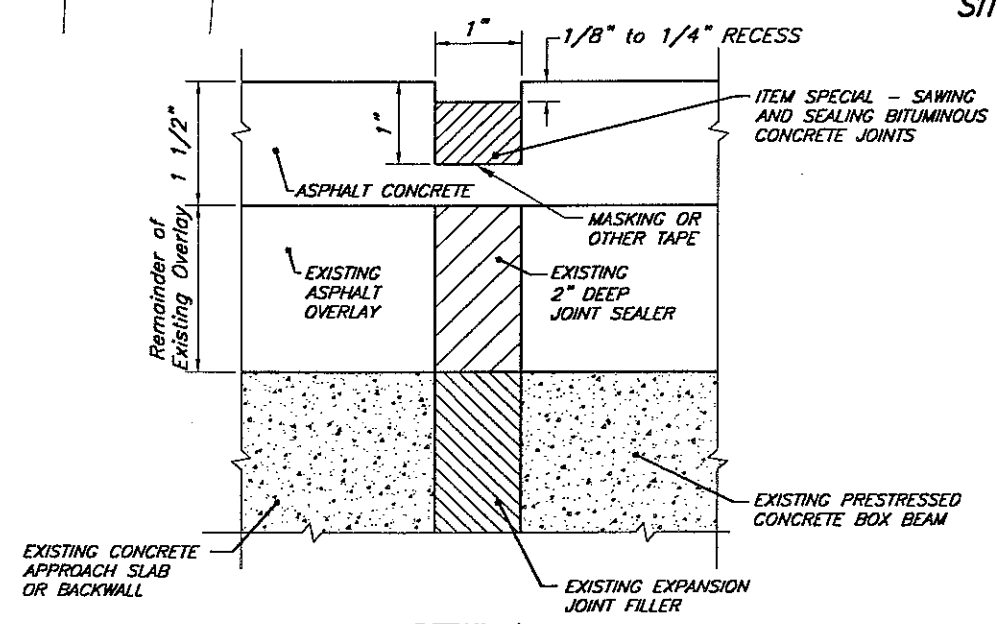 SIT
1"
1/8" to 1/4" RECESS
ITEM SPECIAL - SAWING
AND SEALING BITUMINOUS
CONCRETE JOINTS
1 1/2"
1"
ASPHALT CONCRETE
MASKING OR
OTHER TAPE
Remainder of
Existing Overlay
EXISTING
ASPHALT
OVERLAY
EXISTING
2" DEEP
JOINT SEALER
EXISTING PRESTRESSED
CONCRETE BOX BEAM
EXISTING CONCRETE
APPROACH SLAB
OR BACKWALL
EXISTING EXPANSION
JOINT FILLER